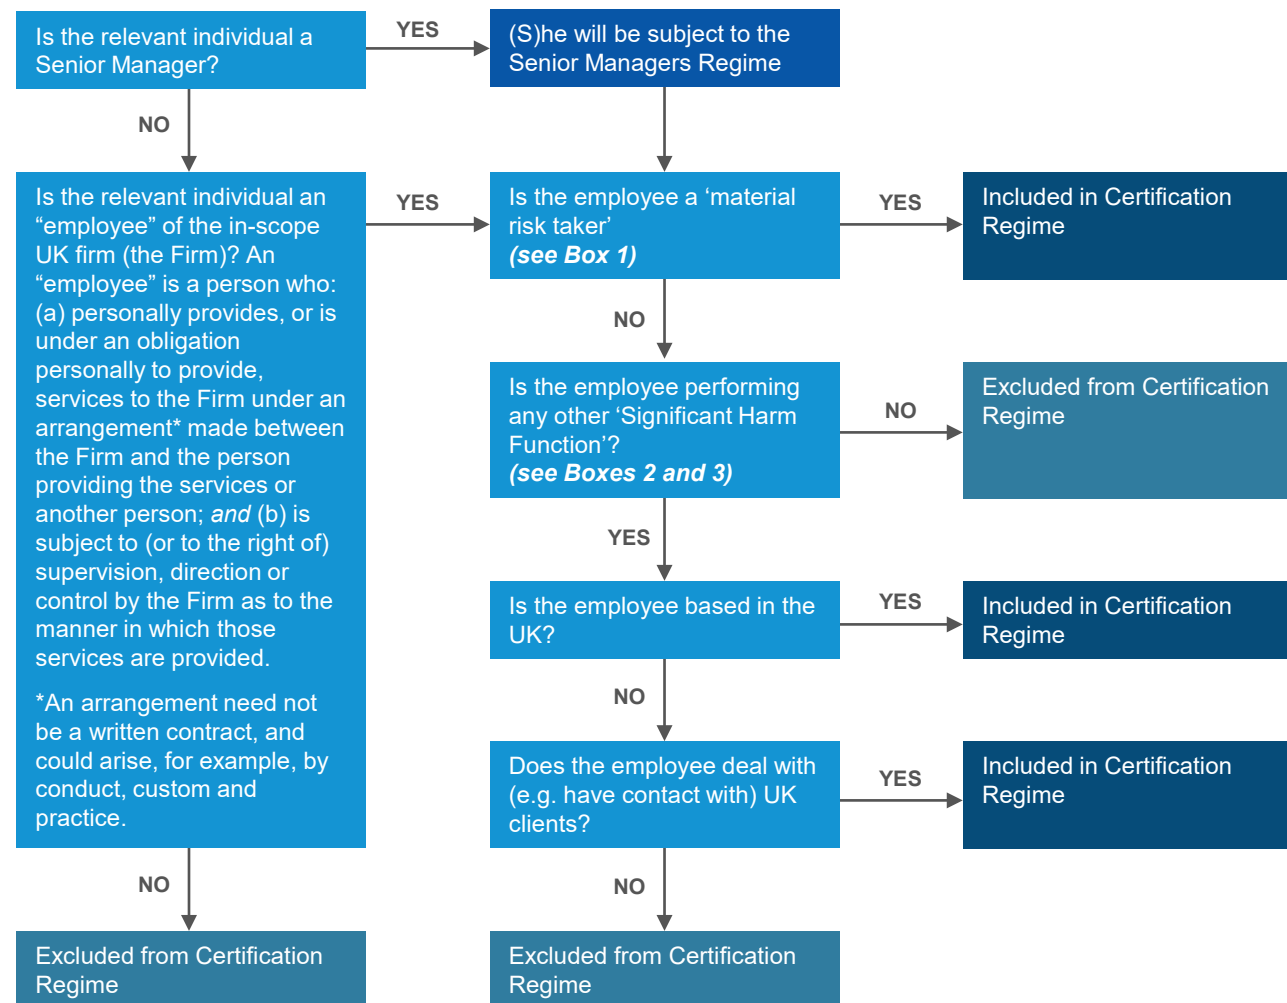 Is the relevant individual a
Senior Manager?
YES
(S)he will be subject to the
Senior Managers Regime
NO
Is the relevant individual an
“employee” of the in-scope
UK firm (the Firm)? An
“employee” is a person who:
(a) personally provides, or is
under an obligation
personally to provide,
services to the Firm under an
arrangement* made between
the Firm and the person
providing the services or
another person; and (b) is
subject to (or to the right of)
supervision, direction or
control by the Firm as to the
manner in which those
services are provided.
*An arrangement need not
be a written contract, and
could arise, for example, by
conduct, custom and
practice.
YES
Is the employee a ‘material
risk taker’
(see Box 1)
YES
Included in Certification
Regime
NO
Is the employee performing
any other ‘Significant Harm
Function’?
(see Boxes 2 and 3)
NO
Excluded from Certification
Regime
YES
Is the employee based in the
UK?
YES
Included in Certification
Regime
NO
Does the employee deal with
(e.g. have contact with) UK
clients?
YES
Included in Certification
Regime
NO
Excluded from Certification
Regime
NO
Excluded from Certification
Regime